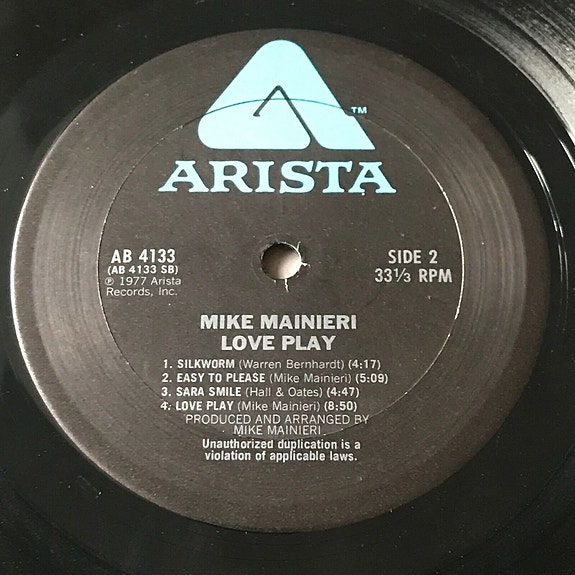 ™
ARISTA
AB 4133
(AB 4133 SB)
℗ 1977 Arista
Records, Inc.
SIDE 2
33⅓ RPM
MIKE MAINIERI
LOVE PLAY
1. SILKWORM (Warren Bernhardt) (4:17)
2. EASY TO PLEASE (Mike Mainieri) (5:09)
3. SARA SMILE (Hall & Oates) (4:47)
4. LOVE PLAY (Mike Mainieri) (8:50)
PRODUCED AND ARRANGED BY
MIKE MAINIERI
Unauthorized duplication is a
violation of applicable laws.